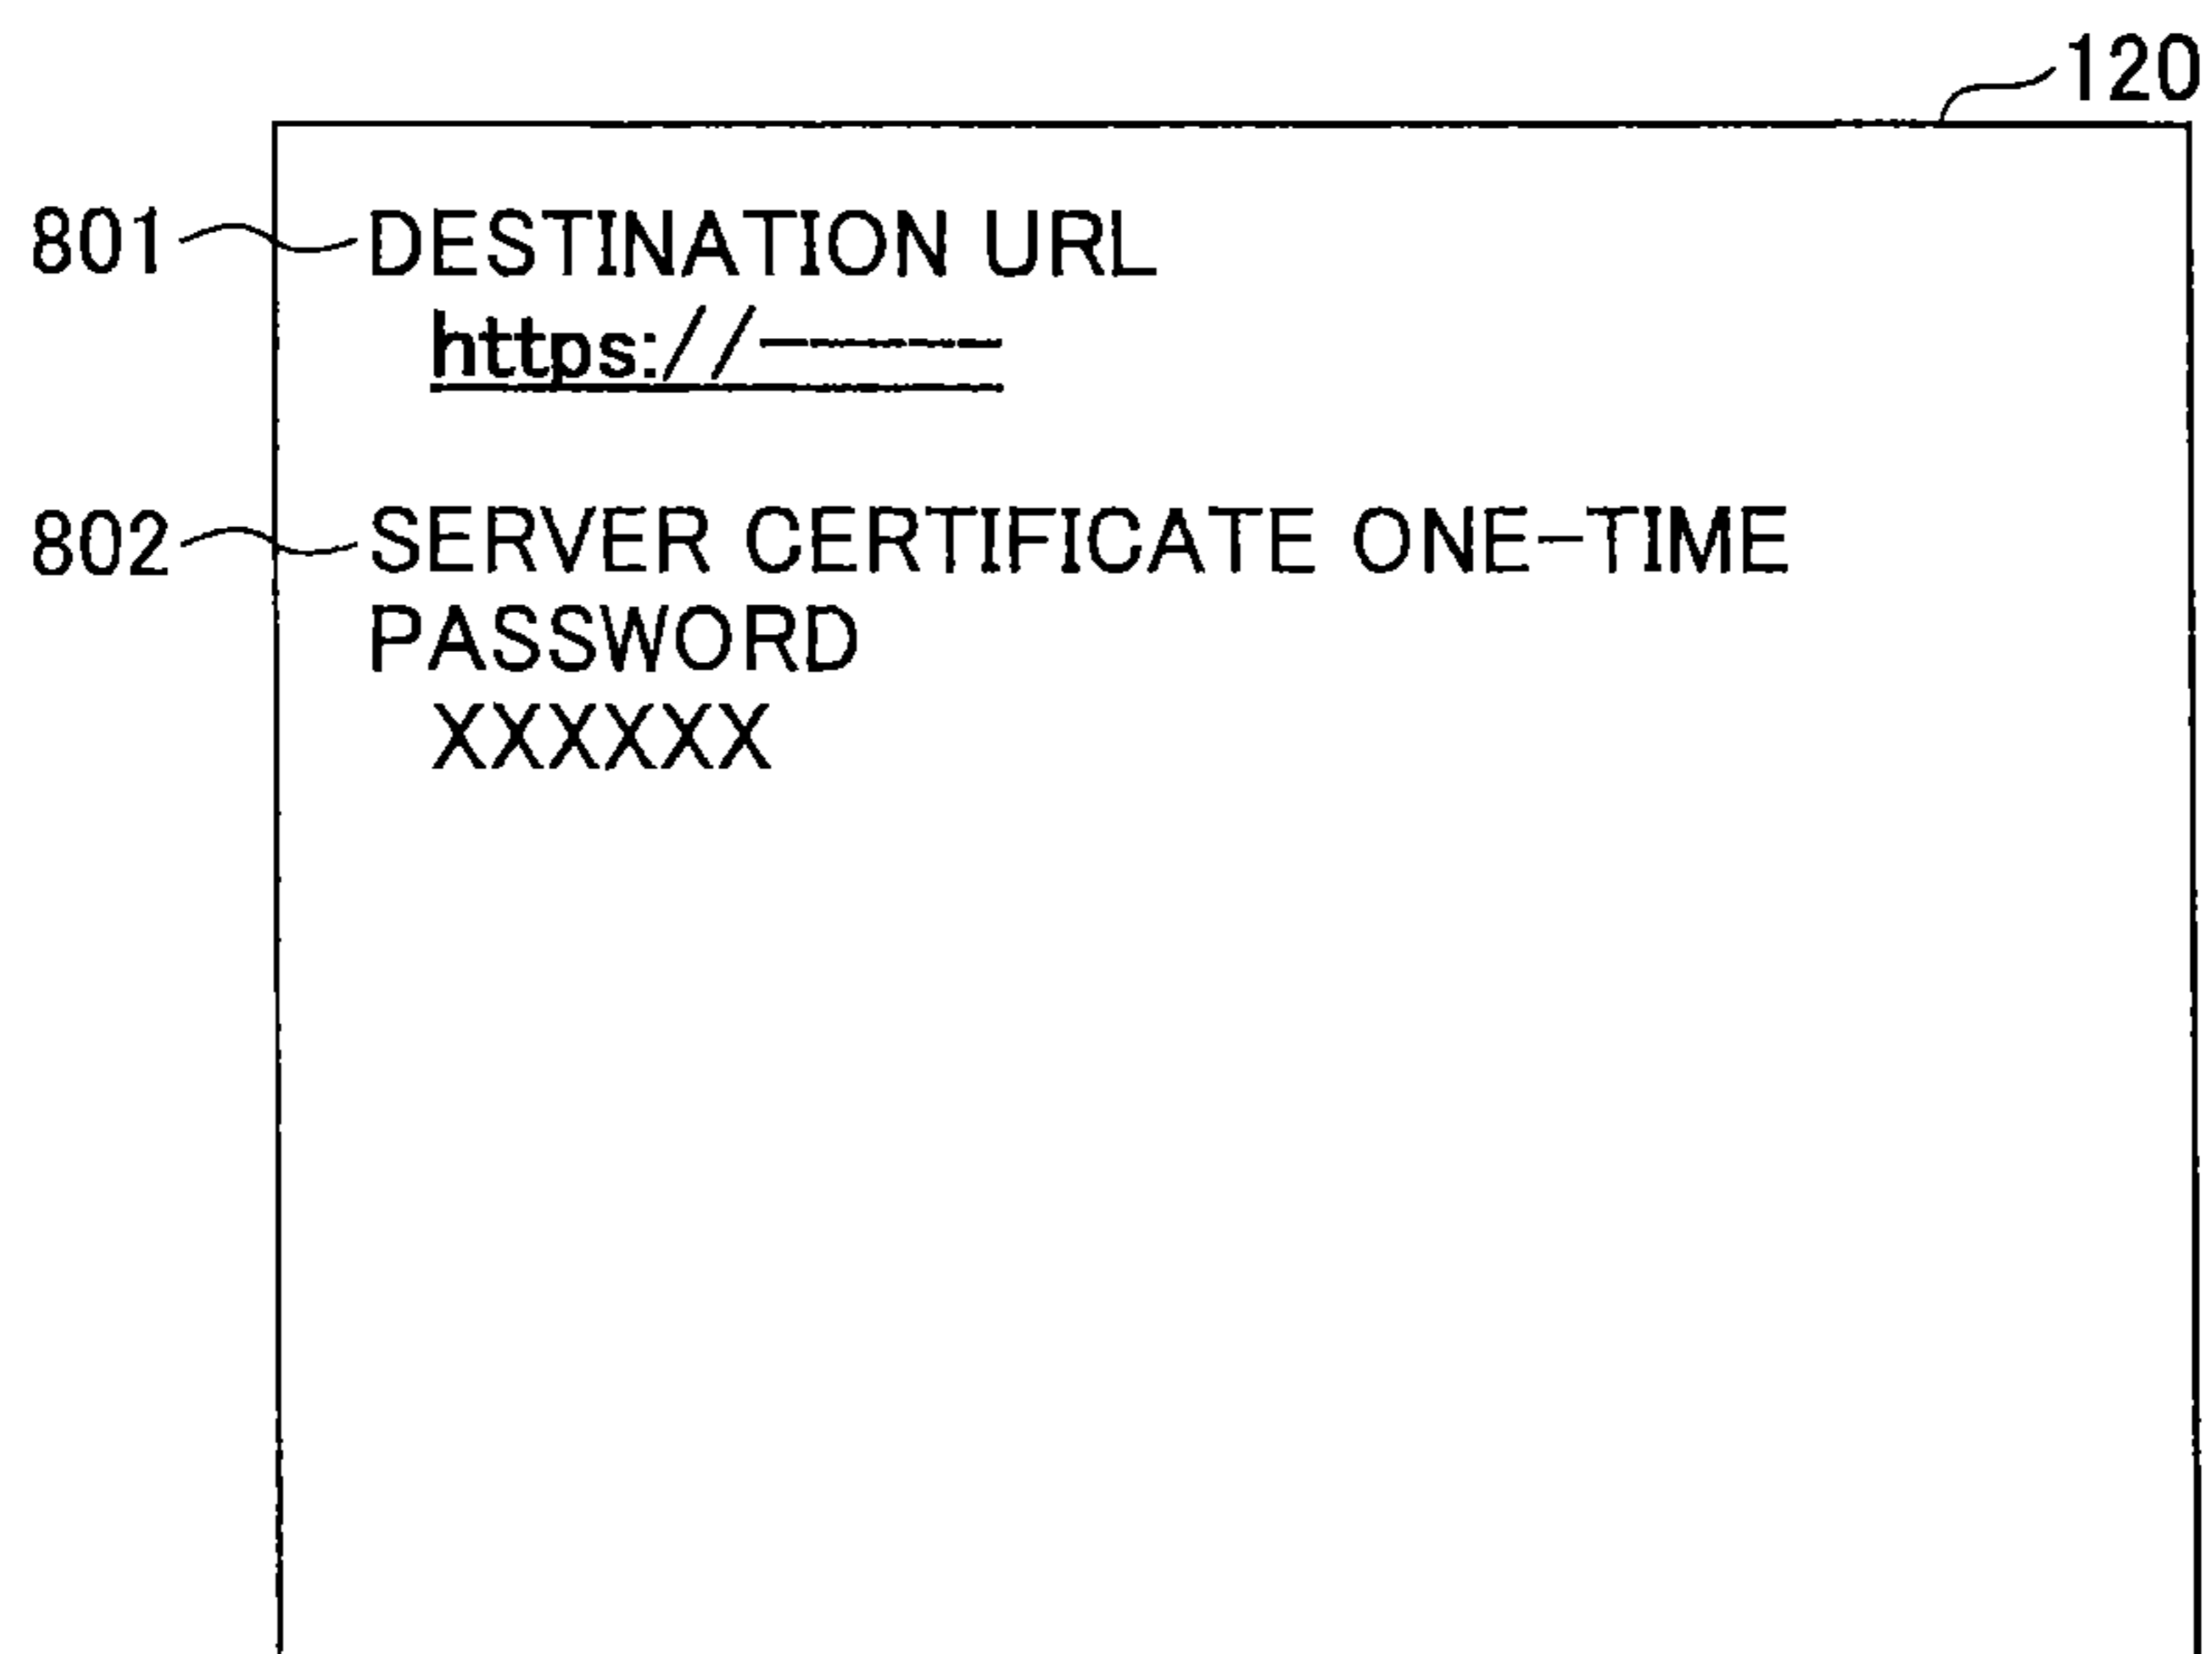 120
801 DESTINATION URL
https://-----
802 SERVER CERTIFICATE ONE-TIME
PASSWORD
XXXXXX